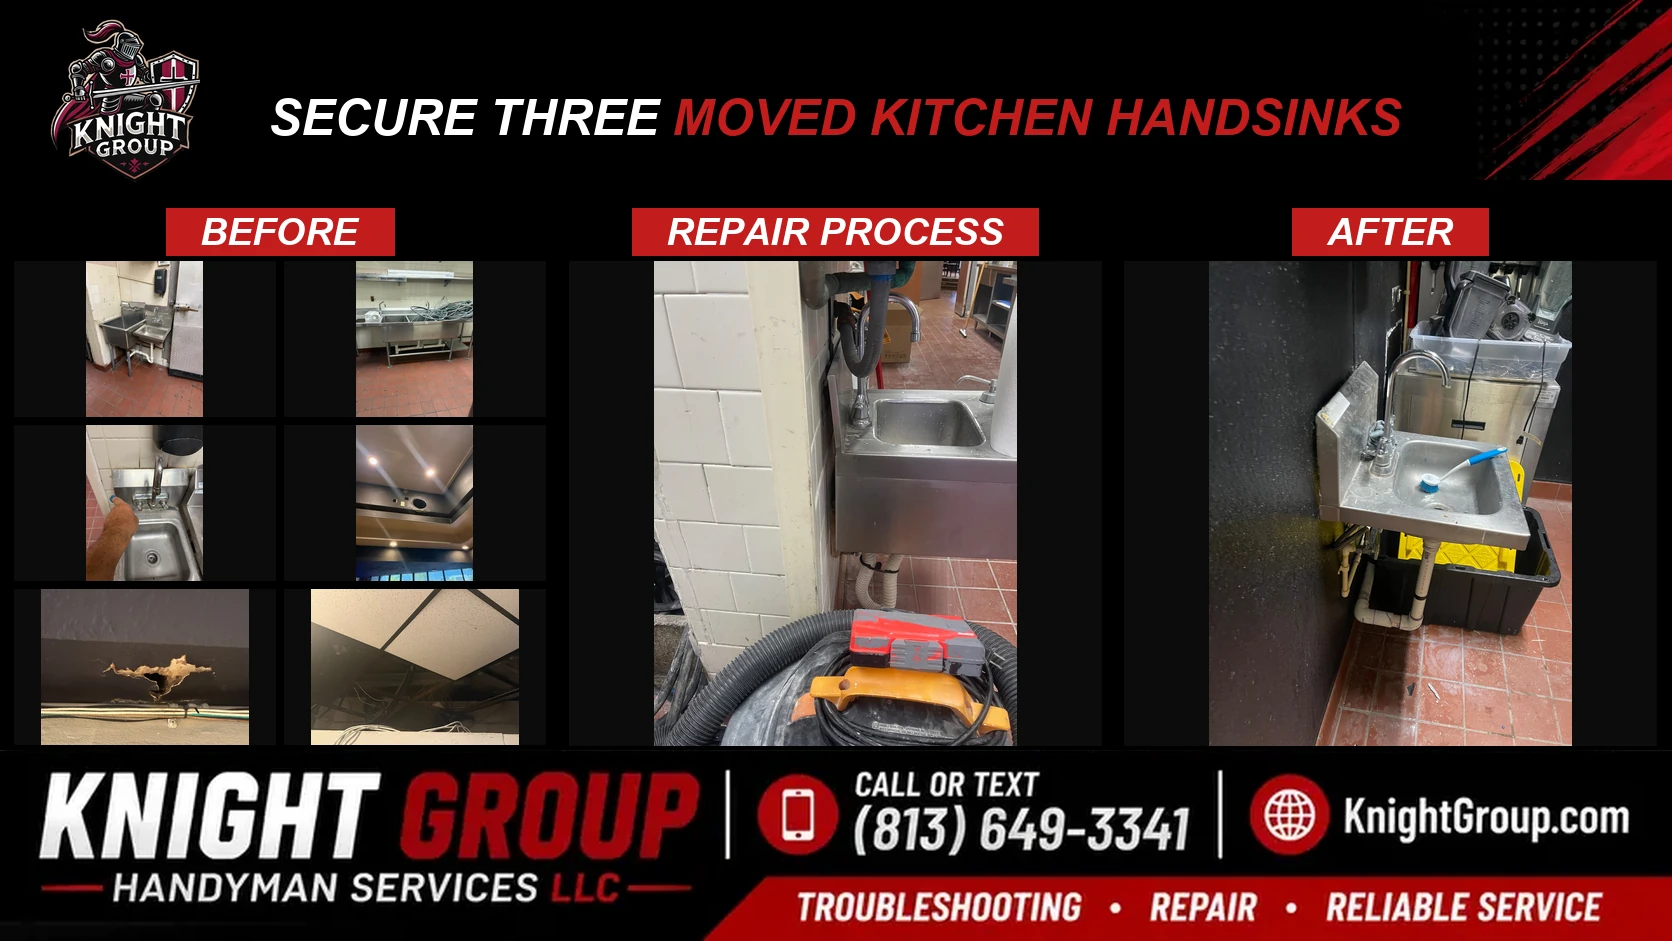 KNIGHT
GROUP
SECURE THREE MOVED KITCHEN HANDSINKS
BEFORE
REPAIR PROCESS
AFTER
KNIGHT GROUP
HANDYMAN SERVICES LLC
CALL OR TEXT
(813) 649-3341
KnightGroup.com
TROUBLESHOOTING • REPAIR • RELIABLE SERVICE